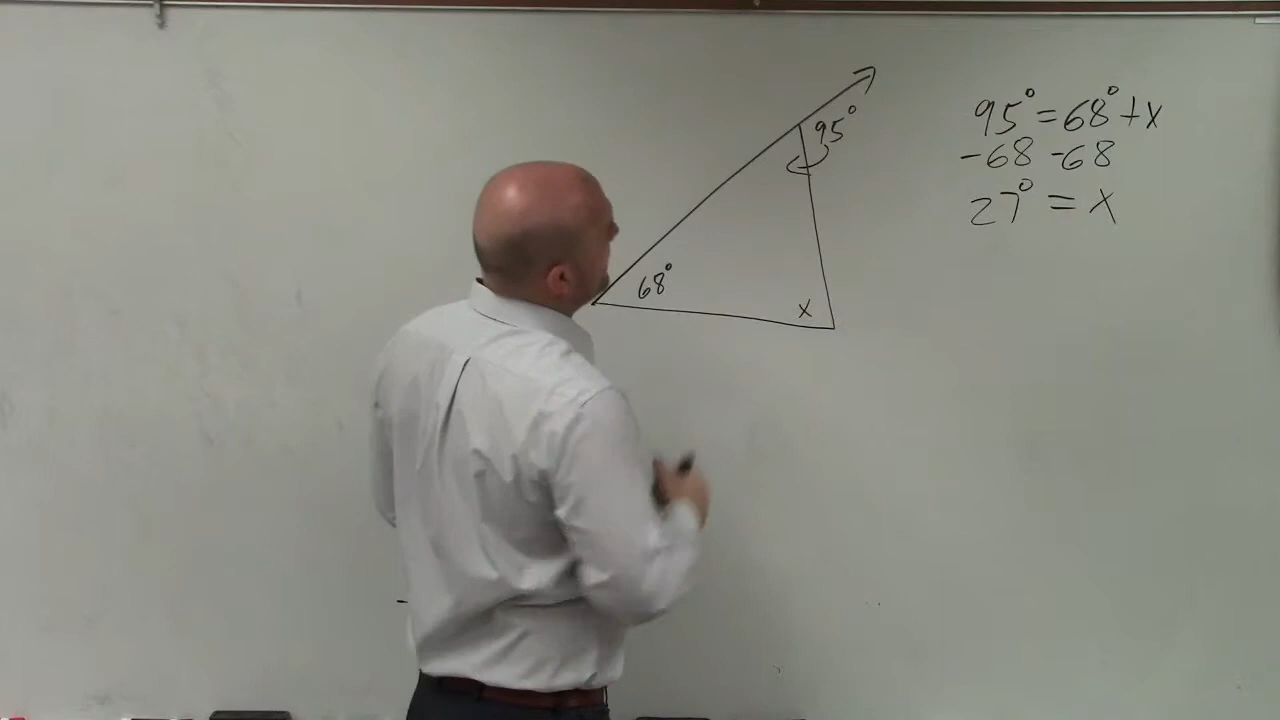 95°
68°
x
95° = 68° + x
-68 -68
27° = x